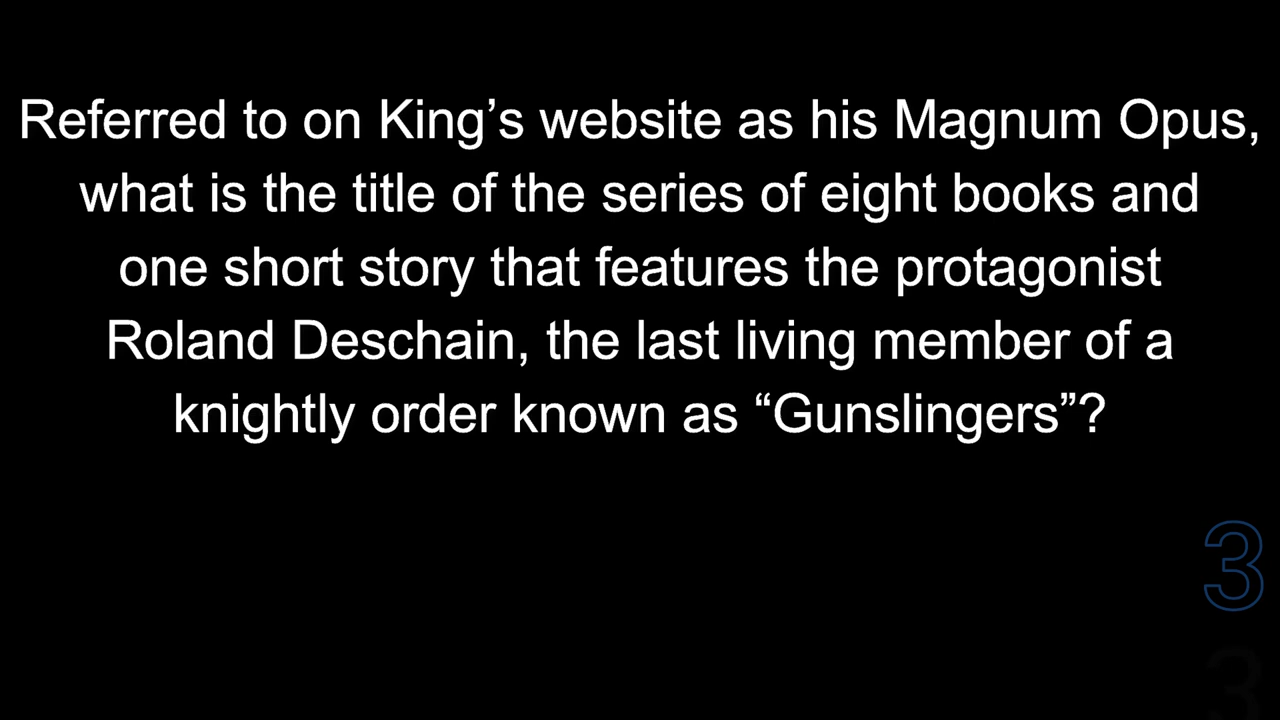 Referred to on King’s website as his Magnum Opus,
what is the title of the series of eight books and
one short story that features the protagonist
Roland Deschain, the last living member of a
knightly order known as “Gunslingers”?
3
3